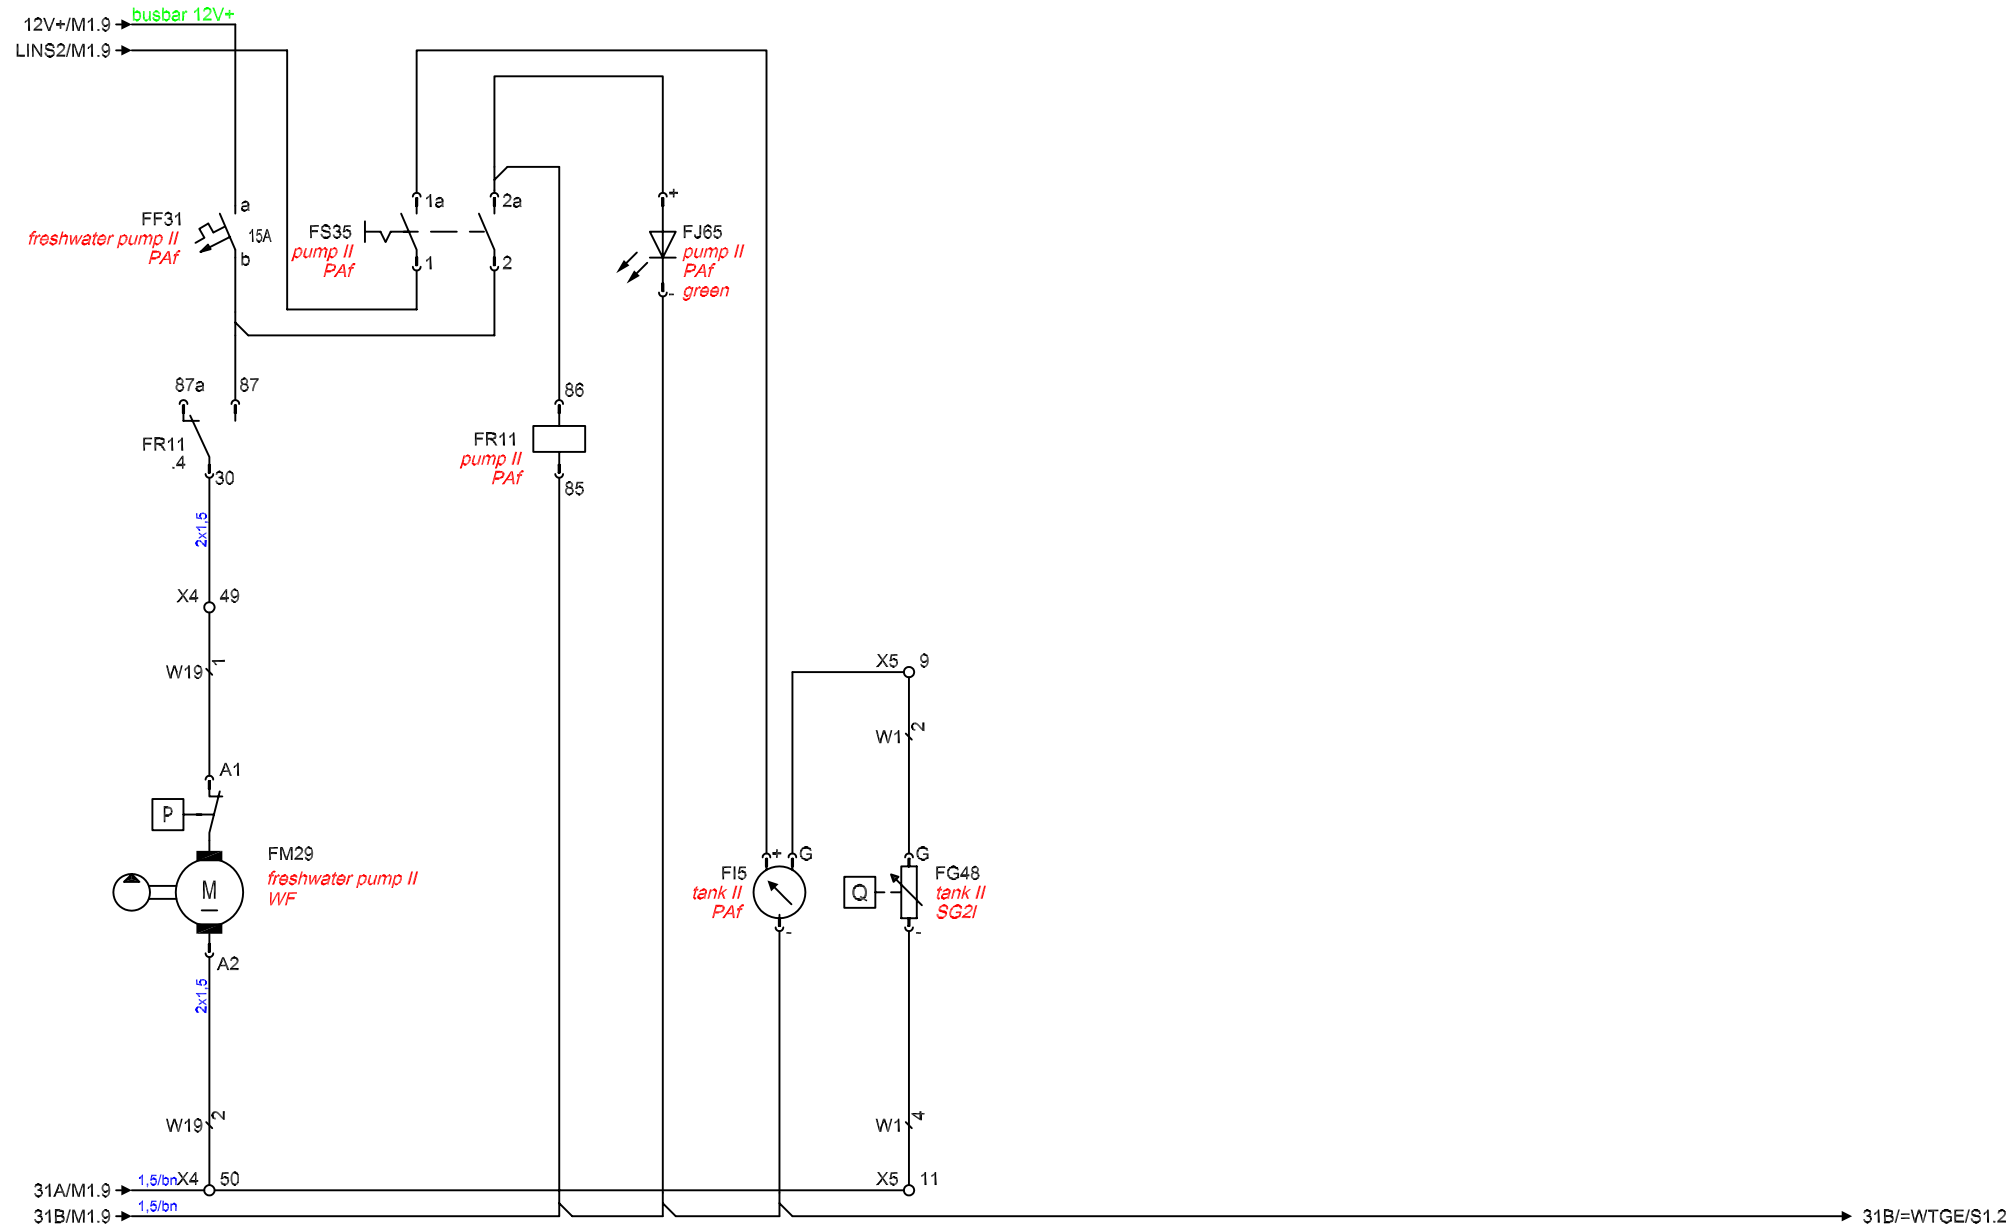 busbar 12V+
12V+/M1.9
LINS2/M1.9
FF31
freshwater pump II
PAf
a
15A
b
FS35
pump II
PAf
1a
1
2a
2
+
FJ65
pump II
PAf
green
-
87a
87
FR11
.4
30
2x1,5
86
FR11
pump II
PAf
85
X4
49
W19
1
A1
P
M
FM29
freshwater pump II
WF
A2
2x1,5
W19
2
X4
50
X5
9
W1
2
+
G
FI5
tank II
PAf
-
G
Q
FG48
tank II
SG2I
-
W1
4
X5
11
31A/M1.9
1,5/bn
31B/M1.9
1,5/bn
31B/=WTGE/S1.2